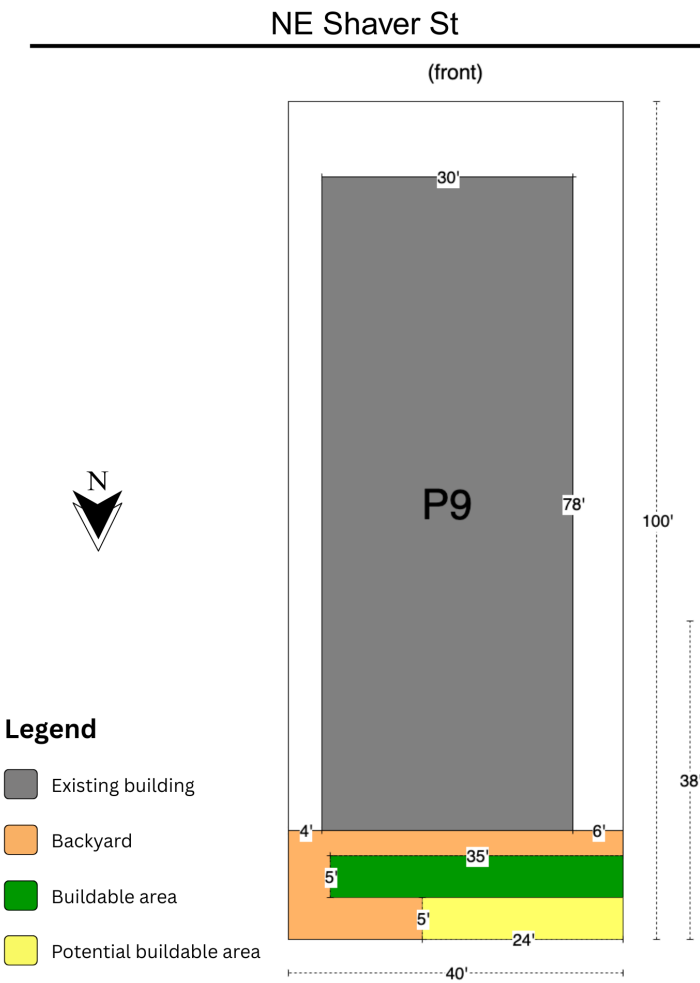 NE Shaver St
(front)
30'
P9
78'
100'
N
Legend
38'
Existing building
4'
6'
Backyard
35'
5'
Buildable area
5'
24'
Potential buildable area
40'